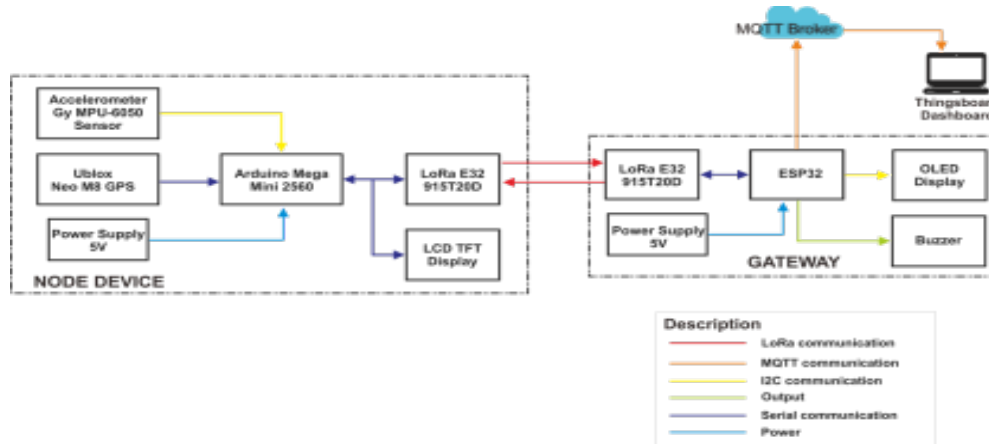 MQTT Broker
Thingsboard
Dashboard
Accelerometer
Gy MPU-6050
Sensor
Ublox
Neo M8 GPS
Power Supply
5V
Arduino Mega
Mini 2560
LoRa E32
915T20D
LCD TFT
Display
NODE DEVICE
LoRa E32
915T20D
Power Supply
5V
ESP32
OLED
Display
Buzzer
GATEWAY
Description
LoRa communication
MQTT communication
I2C communication
Output
Serial communication
Power